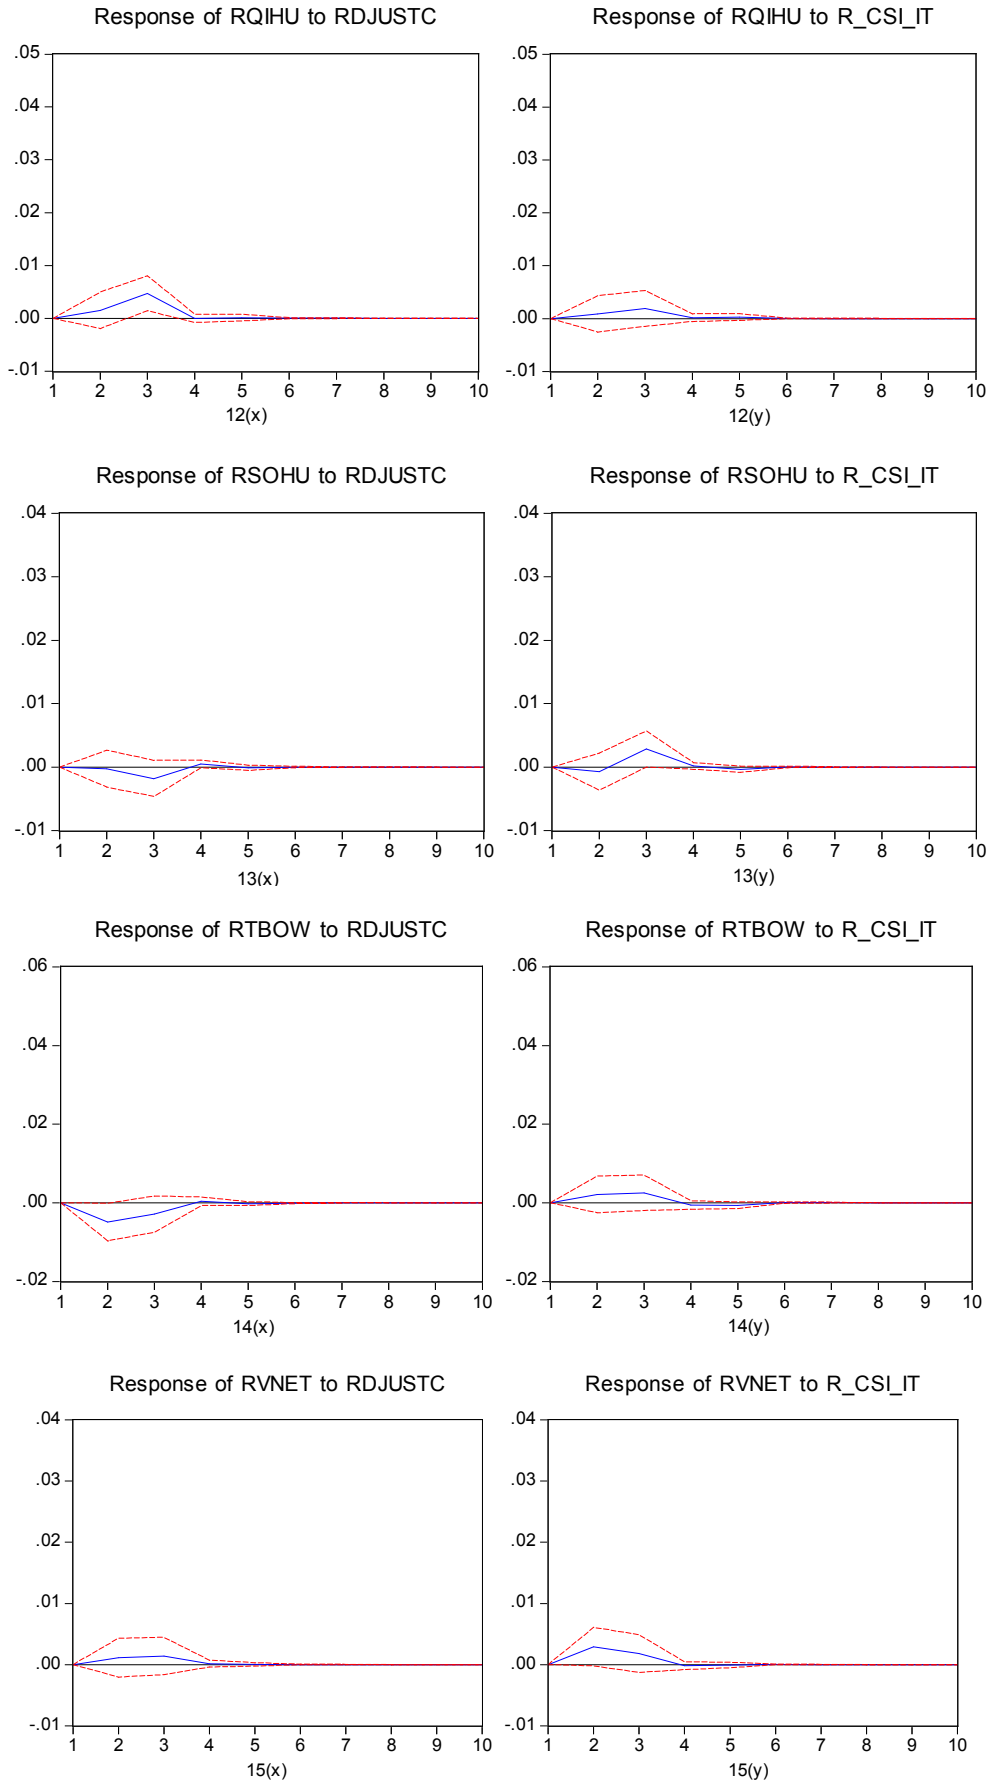 Response of RQIHU to RDJUSTC
Response of RQIHU to R_CSI_IT
.05
.04
.03
.02
.01
.00
-.01
1 2 3 4 5 6 7 8 9 10
12(x)
.05
.04
.03
.02
.01
.00
-.01
1 2 3 4 5 6 7 8 9 10
12(y)
Response of RSOHU to RDJUSTC
Response of RSOHU to R_CSI_IT
.04
.03
.02
.01
.00
-.01
1 2 3 4 5 6 7 8 9 10
13(x)
.04
.03
.02
.01
.00
-.01
1 2 3 4 5 6 7 8 9 10
13(y)
Response of RTBOW to RDJUSTC
Response of RTBOW to R_CSI_IT
.06
.04
.02
.00
-.02
1 2 3 4 5 6 7 8 9 10
14(x)
.06
.04
.02
.00
-.02
1 2 3 4 5 6 7 8 9 10
14(y)
Response of RVNET to RDJUSTC
Response of RVNET to R_CSI_IT
.04
.03
.02
.01
.00
-.01
1 2 3 4 5 6 7 8 9 10
15(x)
.04
.03
.02
.01
.00
-.01
1 2 3 4 5 6 7 8 9 10
15(y)